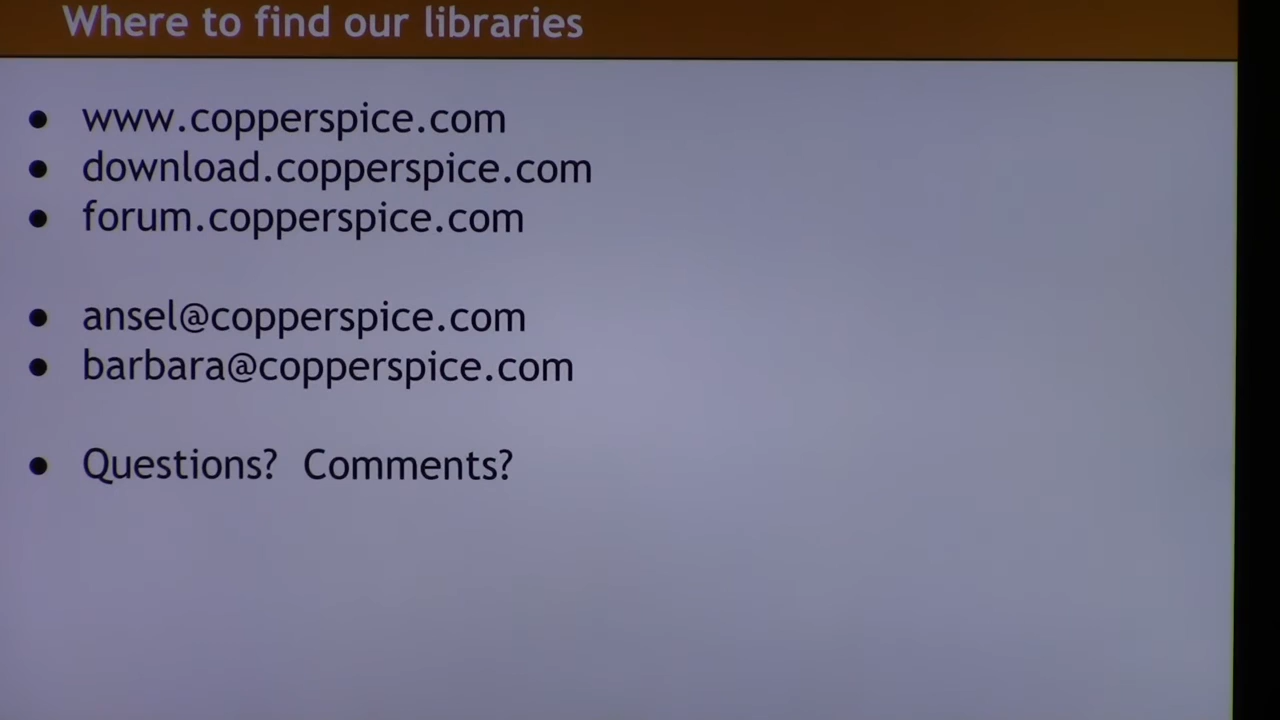 Where to find our libraries
● www.copperspice.com
● download.copperspice.com
● forum.copperspice.com
● ansel@copperspice.com
● barbara@copperspice.com
● Questions? Comments?